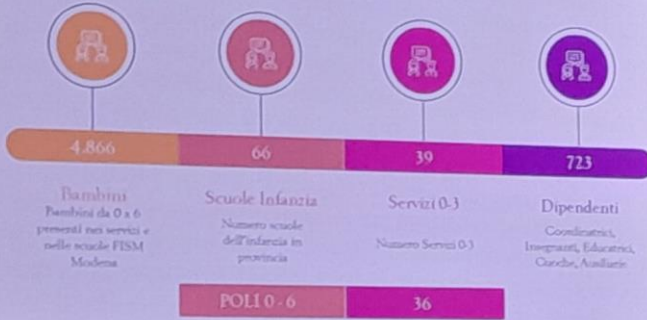 4.866
66
39
723
Bambini
Bambini da 0 a 6
presenti nei servizi e
nelle scuole FISM
Modena
Scuole Infanzia
Numero scuole
dell'infanzia in
provincia
Servizi 0-3
Numero Servizi 0-3
Dipendenti
Coordinatrici,
Insegnanti, Educatrici,
Cuoche, Ausiliarie
POLI 0 - 6
36